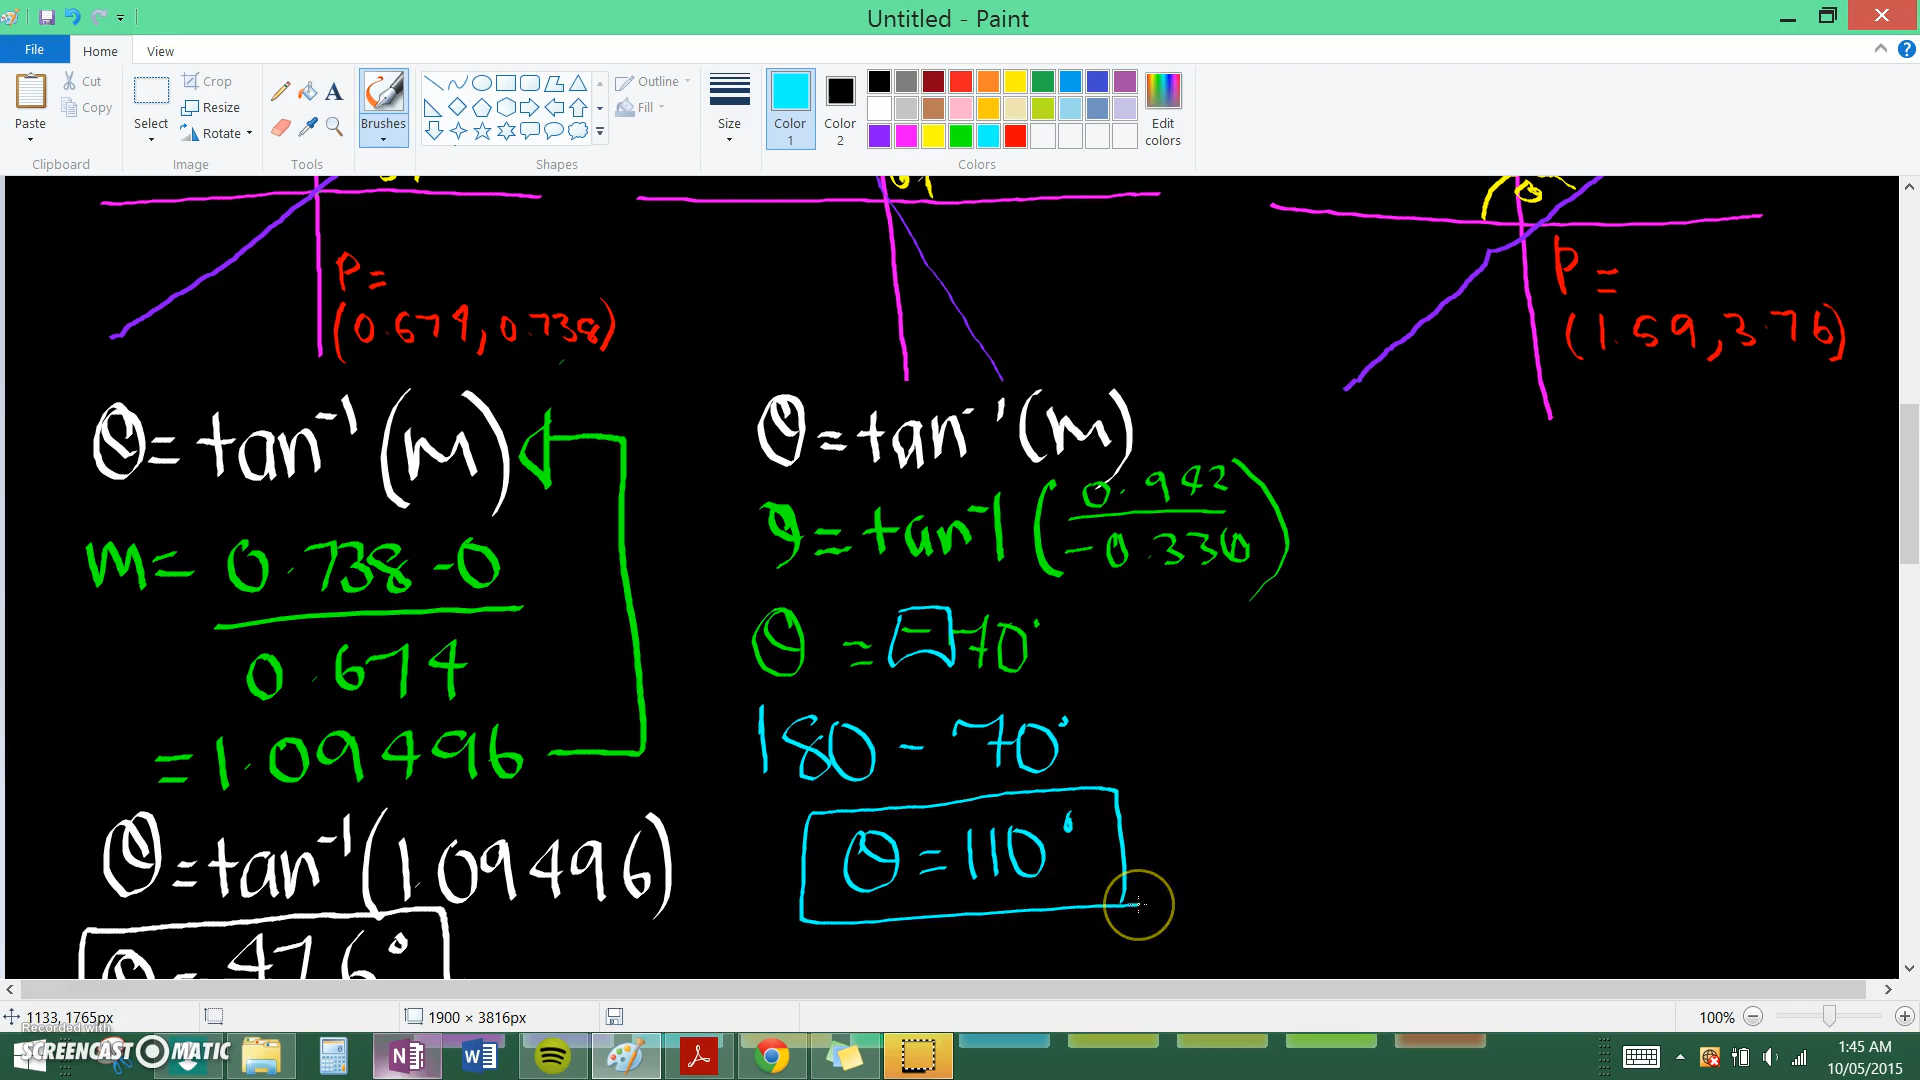 Untitled - Paint
File Home View
Paste
Cut
Copy
Clipboard
Select
Crop
Resize
Rotate
Image
Tools
Brushes
Shapes
Outline
Fill
Size
Color 1
Color 2
Edit colors
Colors
P =
(0.674, 0.738)
P =
(1.59, 3.76)
θ = tan⁻¹ (m)
m = 0.738 - 0
0.674
= 1.09496
θ = tan⁻¹ (1.09496)
θ = 47.6°
θ = tan⁻¹ (m)
θ = tan⁻¹ (0.942
-0.330)
θ = -70°
180 - 70°
θ = 110°
1133, 1765px
1900 × 3816px
100%
Recorded with
SCREENCAST O MATIC
1:45 AM
10/05/2015